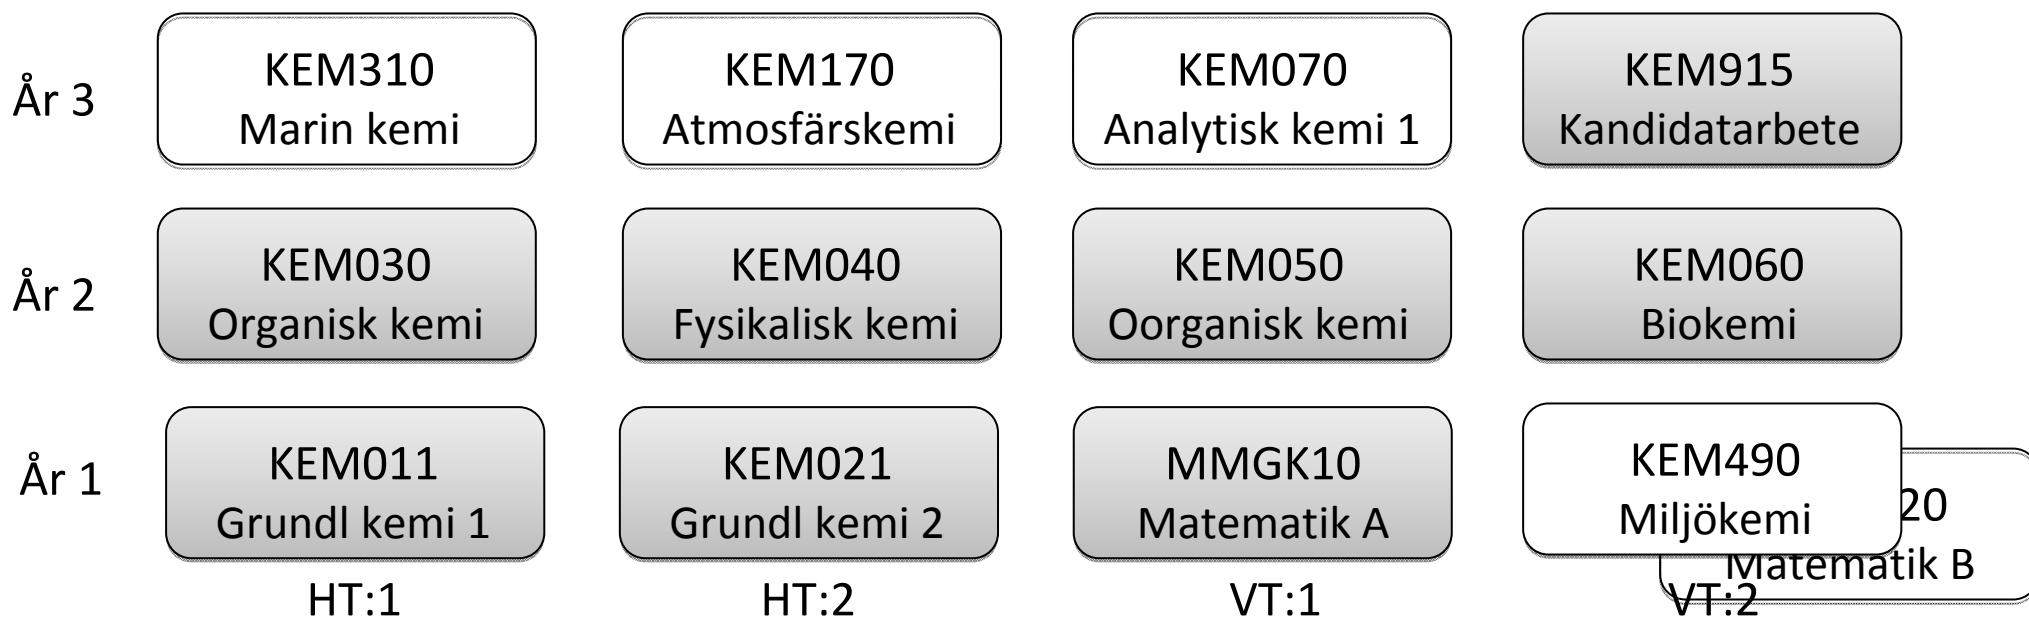 År 3
KEM310
Marin kemi
KEM170
Atmosfärskemi
KEM070
Analytisk kemi 1
KEM915
Kandidatarbete
År 2
KEM030
Organisk kemi
KEM040
Fysikalisk kemi
KEM050
Oorganisk kemi
KEM060
Biokemi
År 1
KEM011
Grundl kemi 1
KEM021
Grundl kemi 2
MMGK10
Matematik A
KEM490
Miljökemi
20
Matematik B
HT:1
HT:2
VT:1
VT:2